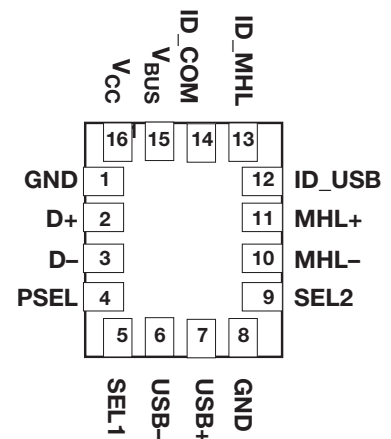 VCC
VBUS
ID_COM
ID_MHL
16 15 14 13
GND 1 12 ID_USB
D+ 2 11 MHL+
D– 3 10 MHL–
PSEL 4 9 SEL2
5 6 7 8
SEL1
USB–
USB+
GND